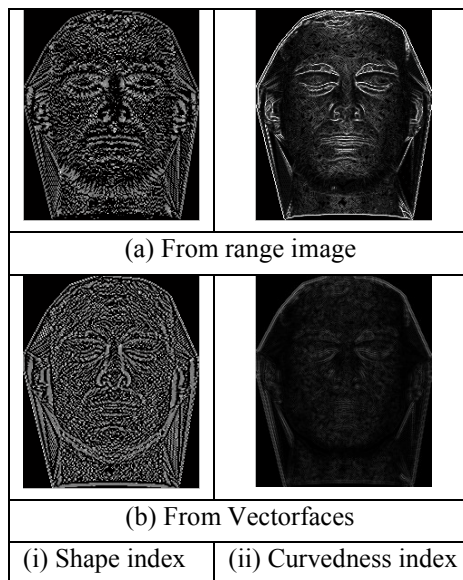 (a) From range image
(b) From Vectorfaces
(i) Shape index (ii) Curvedness index